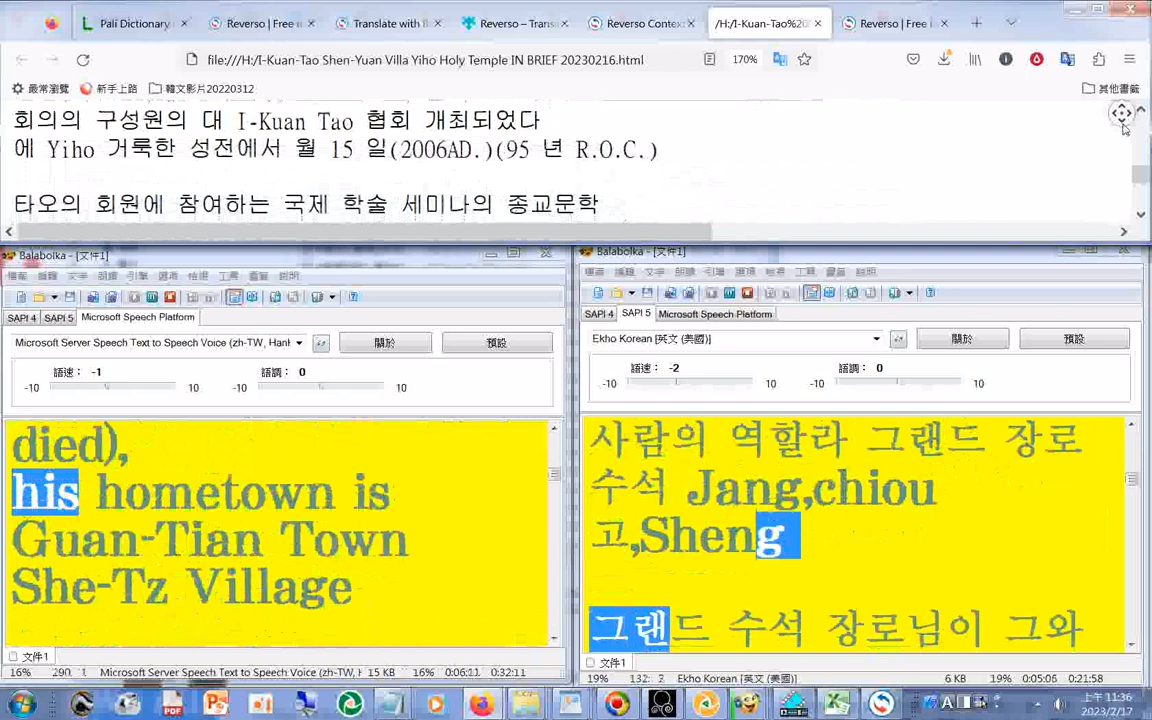 Pali Dictionary
Reverso | Free r
Translate with th
Reverso – Trans
Reverso Context
/H:/I-Kuan-Tao%20
Reverso | Free
file:///H:/I-Kuan-Tao Shen-Yuan Villa Yiho Holy Temple IN BRIEF 20230216.html
170%
最常瀏覽
新手上路
韓文影片20220312
其他書籤
회의의 구성원의 대 I-Kuan Tao 협회 개최되었다
에 Yiho 거룩한 성전에서 월 15 일(2006AD.)(95 년 R.O.C.)
타오의 회원에 참여하는 국제 학술 세미나의 종교문학
Balabolka - [文件1]
SAPI 4 SAPI 5 Microsoft Speech Platform
Microsoft Server Speech Text to Speech Voice (zh-TW, Hanl
關於
預設
語速： -1
語調： 0
-10 10 -10 10
died),
his hometown is
Guan-Tian Town
She-Tz Village
文件1
16% 290: 1 Microsoft Server Speech Text to Speech Voice (zh-TW, 15 KB 16% 0:06:11 0:32:11
Balabolka - [文件1]
SAPI 4 SAPI 5 Microsoft Speech Platform
Ekho Korean [英文 (美國)]
關於
預設
語速： -2
語調： 0
-10 10 -10 10
사람의 역할라 그랜드 장로
수석 Jang,chiou
고,Sheng
그랜드 수석 장로님이 그와
文件1
19% Ekho Korean [英文 (美國)] 6 KB 19% 0:05:05 0:21:58
上午 11:36
2023/2/17